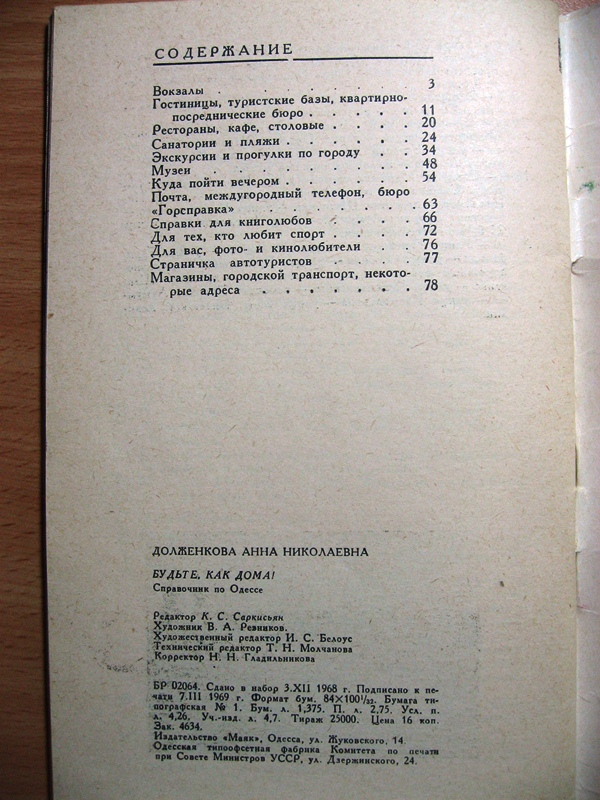 СОДЕРЖАНИЕ
Вокзалы . . . . . . . 3
Гостиницы, туристские базы, квартирно-
посреднические бюро . . . . . 11
Рестораны, кафе, столовые . . . . 20
Санатории и пляжи . . . . . 24
Экскурсии и прогулки по городу . . 34
Музеи . . . . . . . 48
Куда пойти вечером . . . . . 54
Почта, междугородный телефон, бюро
«Горсправка» . . . . . . . 63
Справки для книголюбов . . . . 66
Для тех, кто любит спорт . . . . 72
Для вас, фото- и кинолюбители . . 76
Страничка автотуристов . . . . 77
Магазины, городской транспорт, некото-
рые адреса . . . . . . 78
ДОЛЖЕНКОВА АННА НИКОЛАЕВНА
БУДЬТЕ, КАК ДОМА!
Справочник по Одессе
Редактор К. С. Саркисьян
Художник В. А. Резников.
Художественный редактор И. С. Белоус
Технический редактор Т. Н. Молчанова
Корректор Н. Н. Гладильникова
БР 02064. Сдано в набор 3.XII 1968 г. Подписано к пе-
чати 7.III 1969 г. Формат бум. 84×100¹/₃₂. Бумага ти-
пографская № 1. Бум. л. 1,375. П. л. 2,75. Усл. п.
л. 4,26. Уч.-изд. л. 4,7. Тираж 25000. Цена 16 коп.
Зак. 4634.
Издательство «Маяк», Одесса, ул. Жуковского, 14.
Одесская типоофсетная фабрика Комитета по печати
при Совете Министров УССР, ул. Дзержинского, 24.